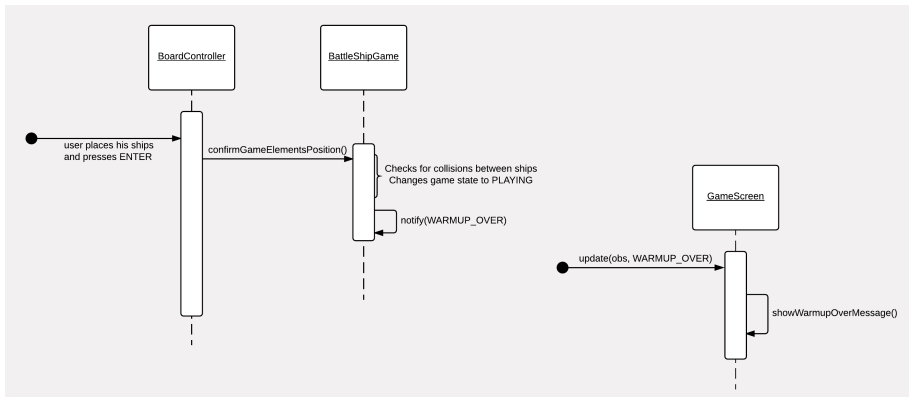 BoardController
BattleShipGame
user places his ships
and presses ENTER
confirmGameElementsPosition()
Checks for collisions between ships
Changes game state to PLAYING
notify(WARMUP_OVER)
GameScreen
update(obs, WARMUP_OVER)
showWarmupOverMessage()